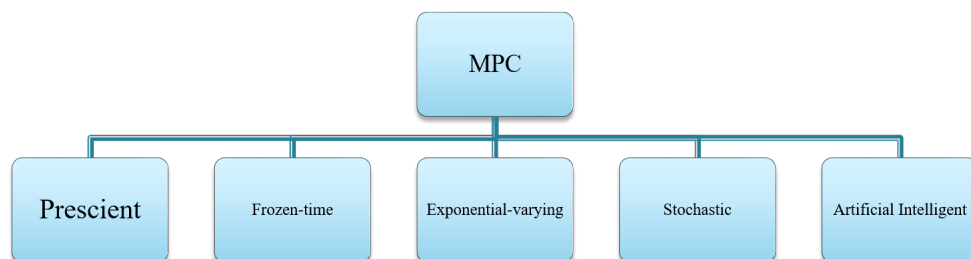 MPC
Prescient
Frozen-time
Exponential-varying
Stochastic
Artificial Intelligent